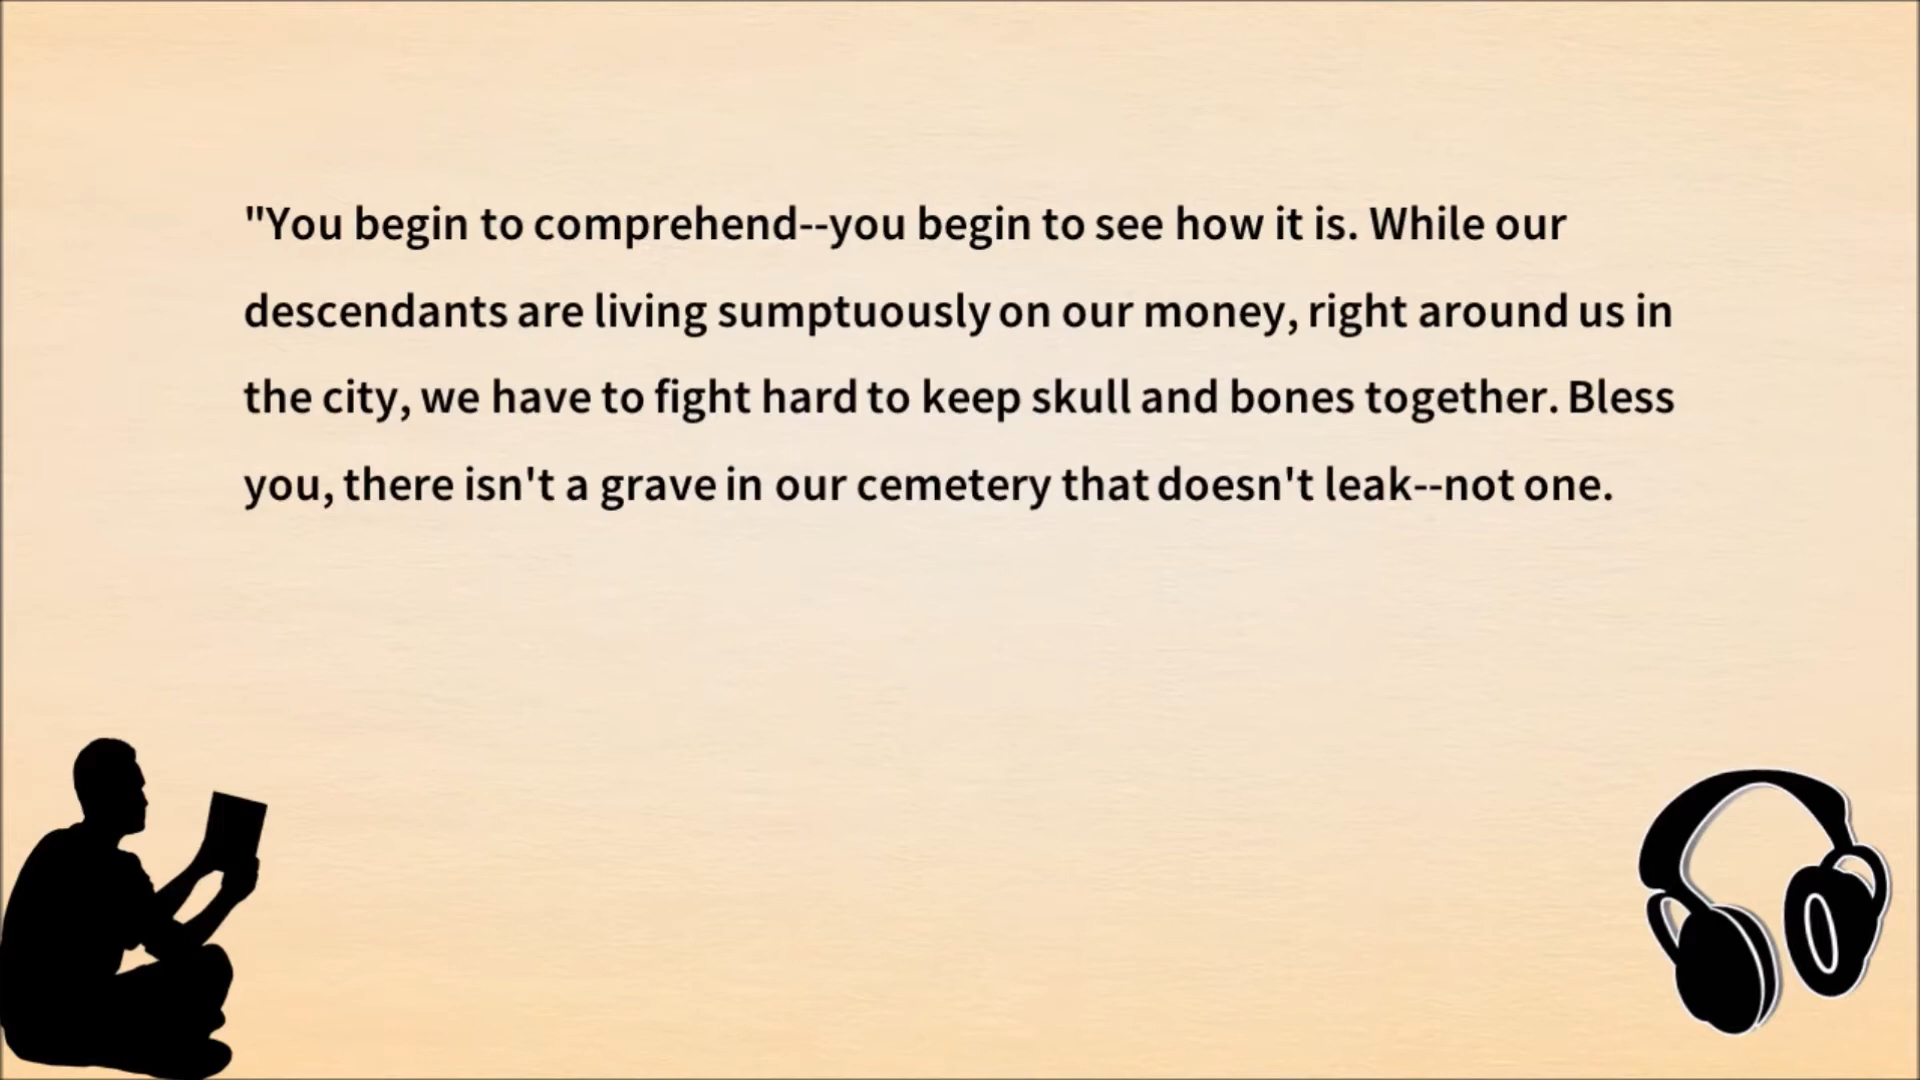 "You begin to comprehend--you begin to see how it is. While our
descendants are living sumptuously on our money, right around us in
the city, we have to fight hard to keep skull and bones together. Bless
you, there isn't a grave in our cemetery that doesn't leak--not one.